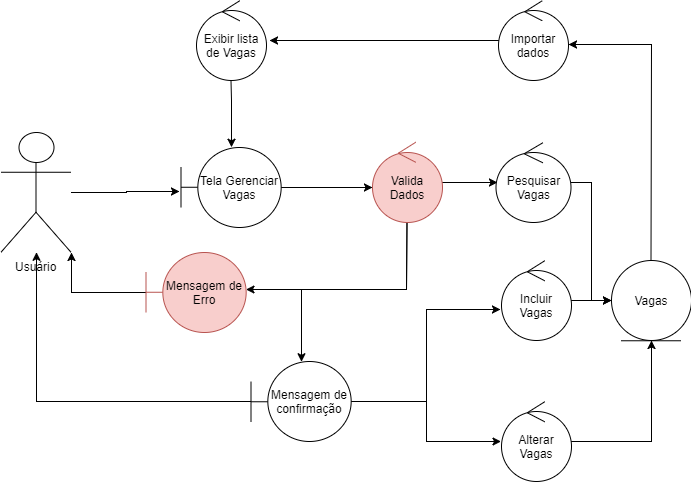 Exibir lista
de Vagas
Importar
dados
Tela Gerenciar
Vagas
Valida
Dados
Pesquisar
Vagas
Usuário
Mensagem de
Erro
Incluir
Vagas
Vagas
Mensagem de
confirmação
Alterar
Vagas